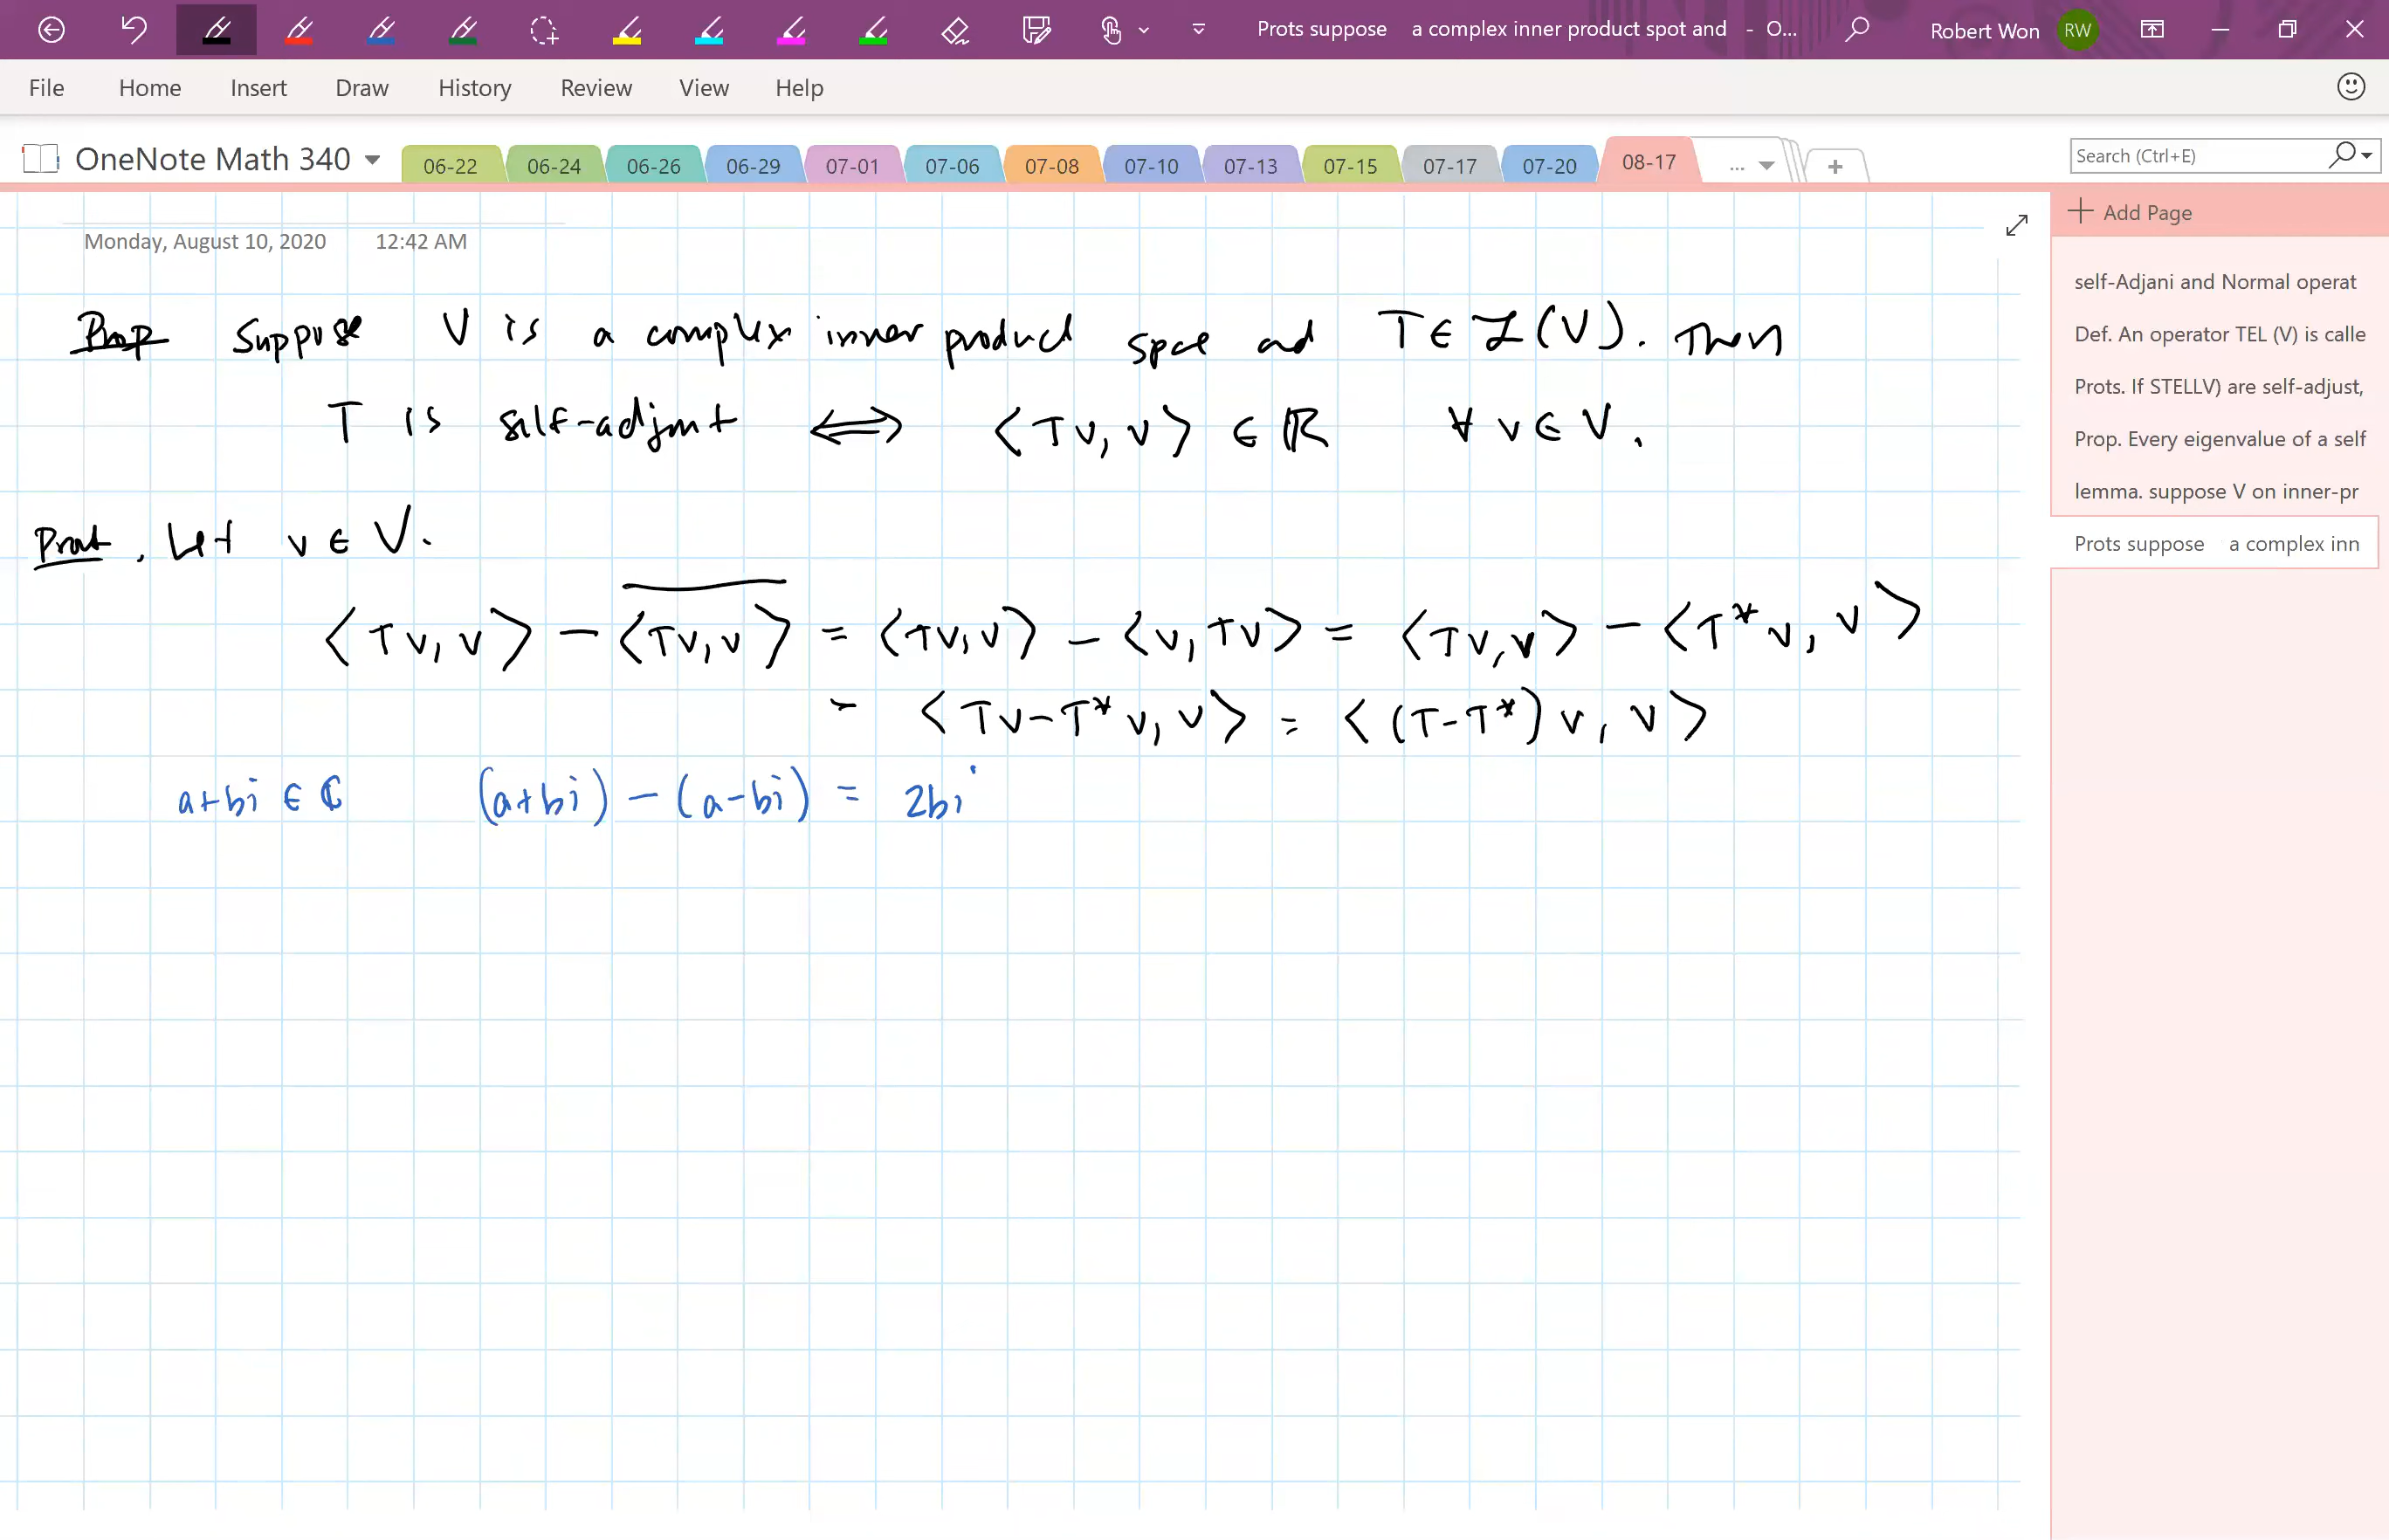 Prots suppose a complex inner product spot and - O...
Robert Won RW
File Home Insert Draw History Review View Help
OneNote Math 340
06-22 06-24 06-26 06-29 07-01 07-06 07-08 07-10 07-13 07-15 07-17 07-20 08-17 ... +
Search (Ctrl+E)
Monday, August 10, 2020 12:42 AM
Prop Suppose V is a complex inner product space and T ∈ ℒ(V). Then
T is self-adjoint ⟺ ⟨Tv, v⟩ ∈ ℝ ∀ v ∈ V.
Proof. Let v ∈ V.
⟨Tv, v⟩ − \overline{⟨Tv, v⟩} = ⟨Tv, v⟩ − ⟨v, Tv⟩ = ⟨Tv, v⟩ − ⟨T* v, v⟩
= ⟨Tv − T* v, v⟩ = ⟨(T − T*) v, v⟩
a+bi ∈ ℂ (a+bi) − (a−bi) = 2bi
Add Page
self-Adjani and Normal operat
Def. An operator TEL (V) is calle
Prots. If STELLV) are self-adjust,
Prop. Every eigenvalue of a self
lemma. suppose V on inner-pr
Prots suppose a complex inn